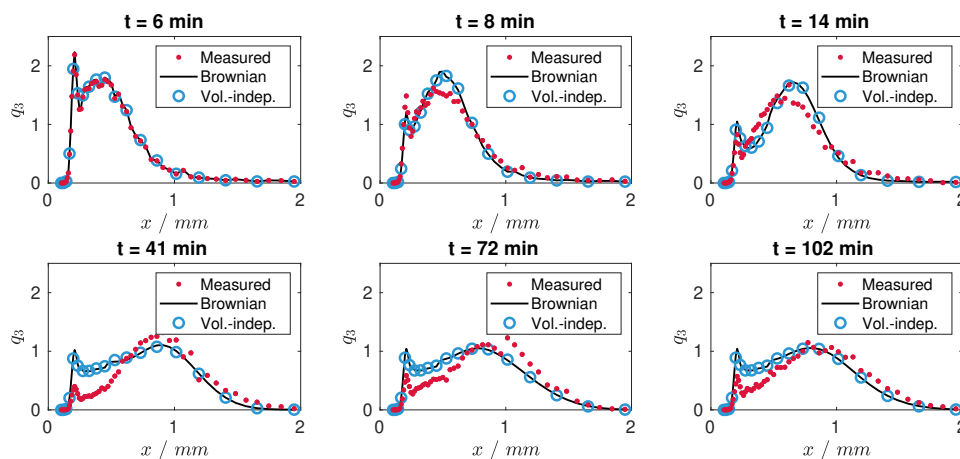 t = 6 min
t = 8 min
t = 14 min
q3
2
1
0
Measured
Brownian
Vol.-indep.
0
1
2
x / mm
q3
2
1
0
Measured
Brownian
Vol.-indep.
0
1
2
x / mm
q3
2
1
0
Measured
Brownian
Vol.-indep.
0
1
2
x / mm
t = 41 min
t = 72 min
t = 102 min
q3
2
1
0
Measured
Brownian
Vol.-indep.
0
1
2
x / mm
q3
2
1
0
Measured
Brownian
Vol.-indep.
0
1
2
x / mm
q3
2
1
0
Measured
Brownian
Vol.-indep.
0
1
2
x / mm